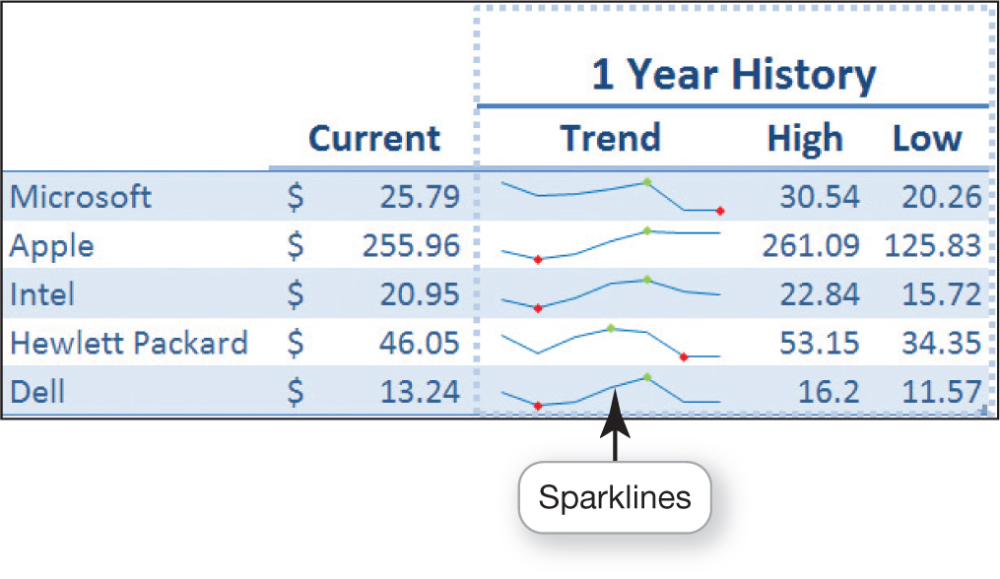 1 Year History
Current Trend High Low
Microsoft $ 25.79 30.54 20.26
Apple $ 255.96 261.09 125.83
Intel $ 20.95 22.84 15.72
Hewlett Packard $ 46.05 53.15 34.35
Dell $ 13.24 16.2 11.57
Sparklines